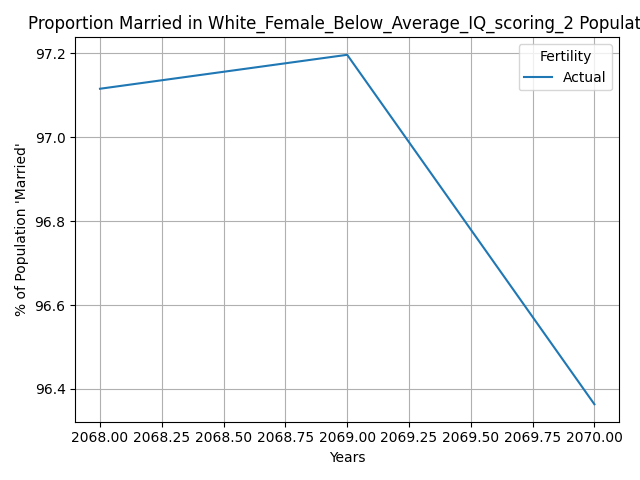 Proportion Married in White_Female_Below_Average_IQ_scoring_2 Populat
97.2
97.0
96.8
96.6
96.4
% of Population 'Married'
Fertility
Actual
2068.00 2068.25 2068.50 2068.75 2069.00 2069.25 2069.50 2069.75 2070.00
Years